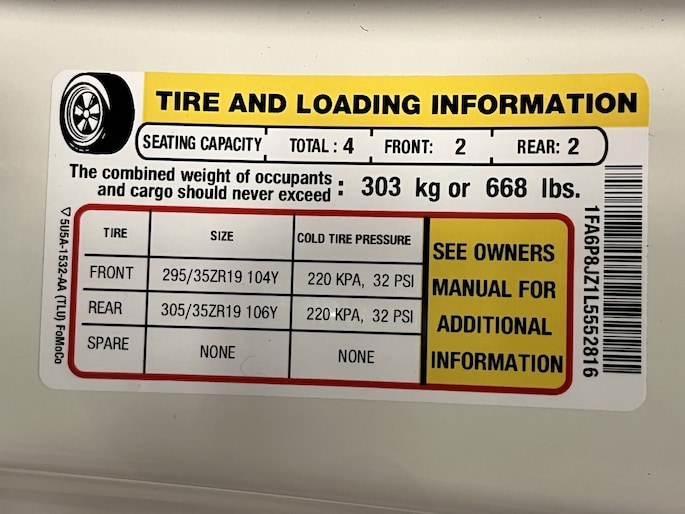 TIRE AND LOADING INFORMATION
SEATING CAPACITY TOTAL : 4 FRONT: 2 REAR: 2
The combined weight of occupants
and cargo should never exceed : 303 kg or 668 lbs.
TIRE SIZE COLD TIRE PRESSURE
FRONT 295/35ZR19 104Y 220 KPA, 32 PSI
REAR 305/35ZR19 106Y 220 KPA, 32 PSI
SPARE NONE NONE
SEE OWNERS
MANUAL FOR
ADDITIONAL
INFORMATION
1FA6P8JZ1L5552816
5U5A-1532-AA (TLU) FoMoCo